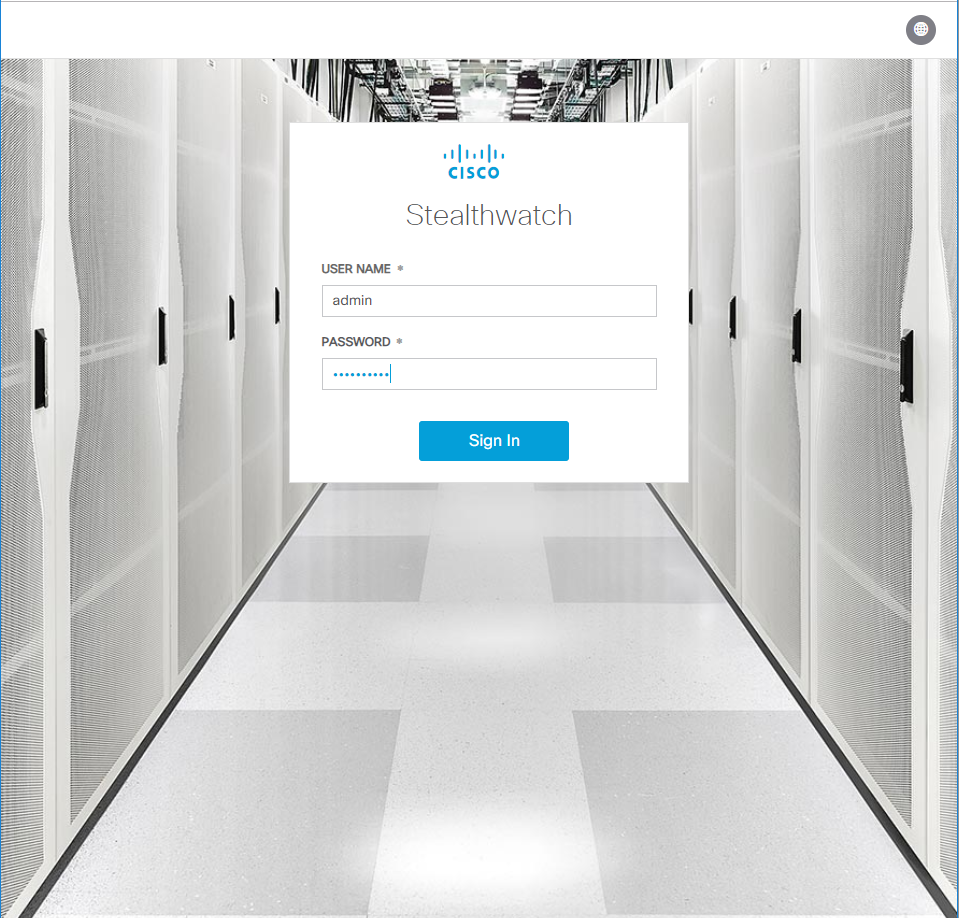 CISCO
Stealthwatch
USER NAME *
admin
PASSWORD *
••••••••••
Sign In